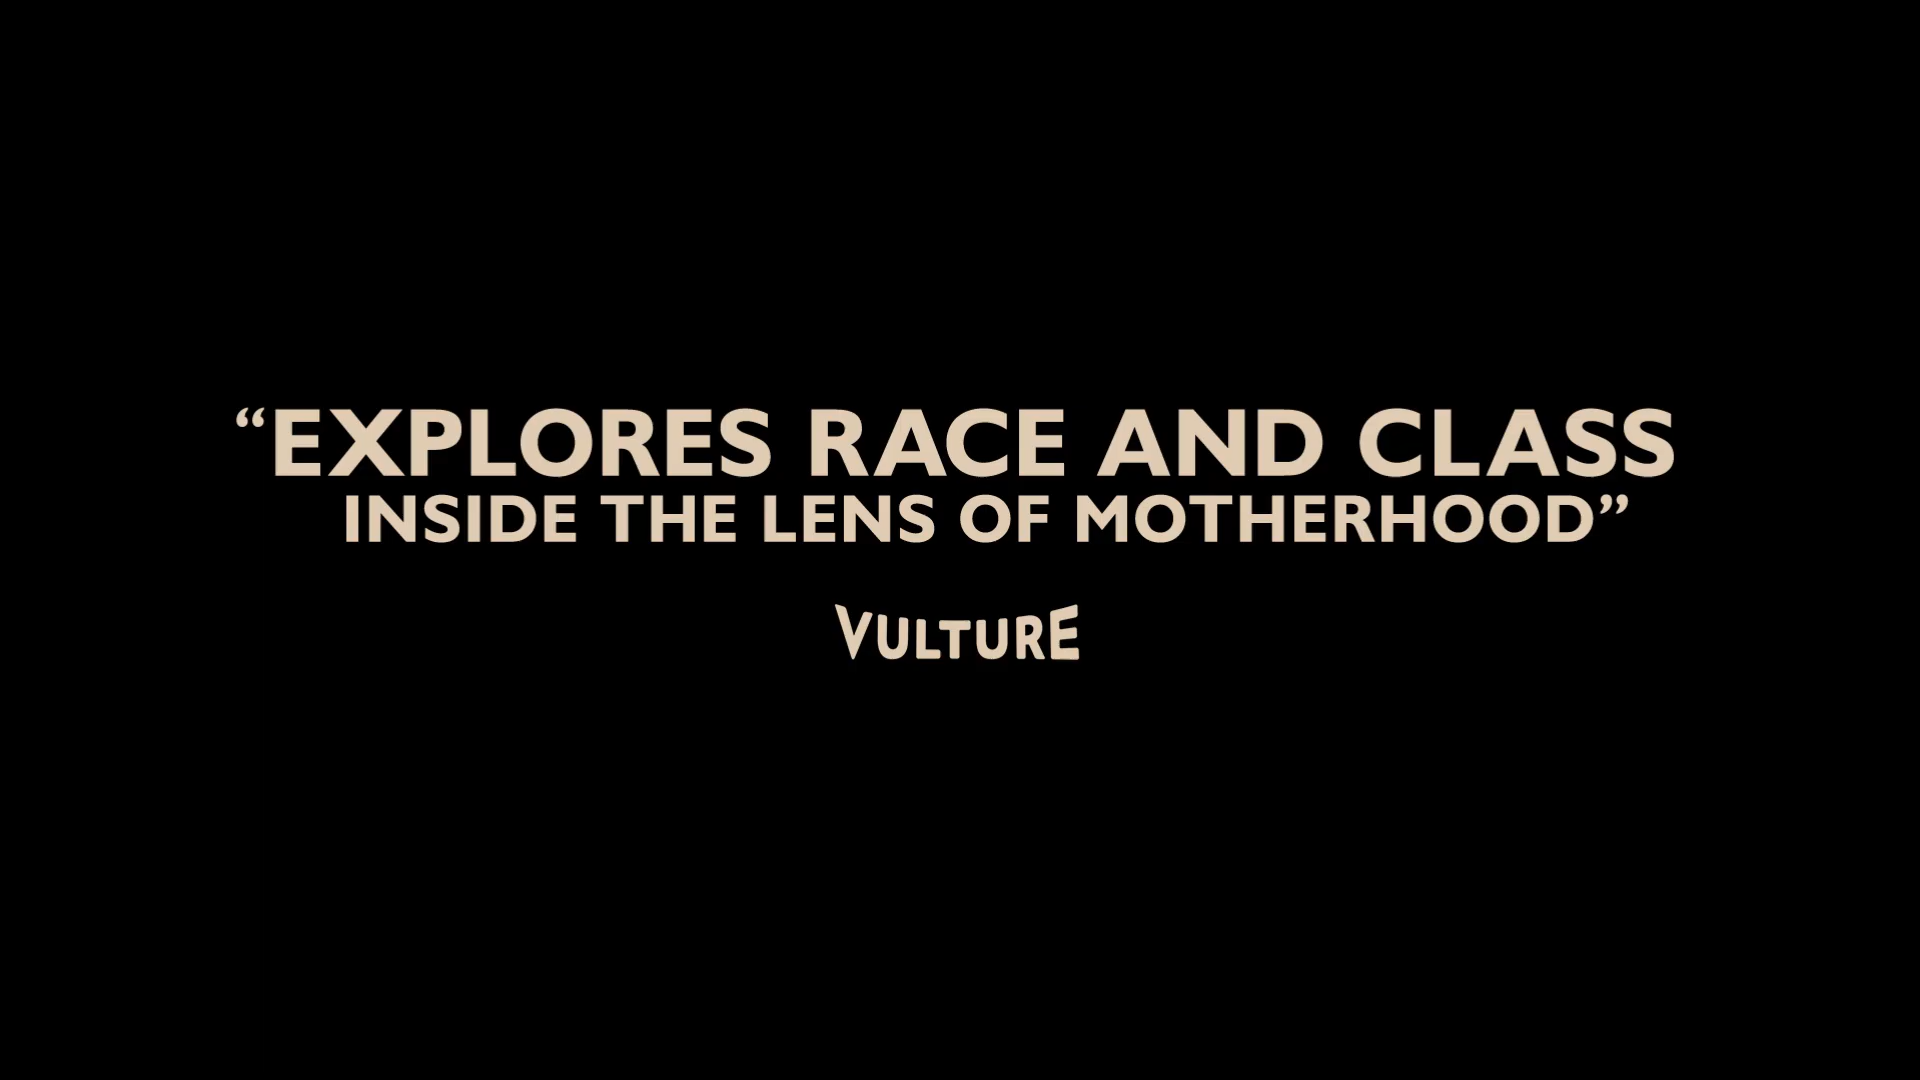 “EXPLORES RACE AND CLASS
INSIDE THE LENS OF MOTHERHOOD”
VULTURE